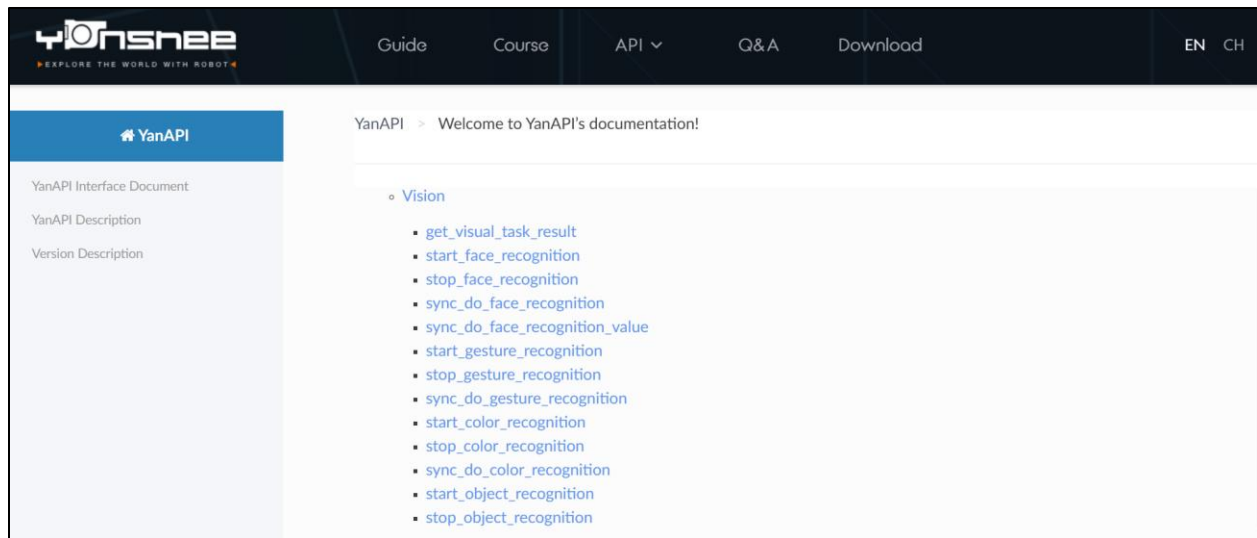 Yanshee
EXPLORE THE WORLD WITH ROBOT
Guide Course API Q&A Download EN CH
YanAPI
YanAPI Interface Document
YanAPI Description
Version Description
YanAPI > Welcome to YanAPI's documentation!
Vision
get_visual_task_result
start_face_recognition
stop_face_recognition
sync_do_face_recognition
sync_do_face_recognition_value
start_gesture_recognition
stop_gesture_recognition
sync_do_gesture_recognition
start_color_recognition
stop_color_recognition
sync_do_color_recognition
start_object_recognition
stop_object_recognition